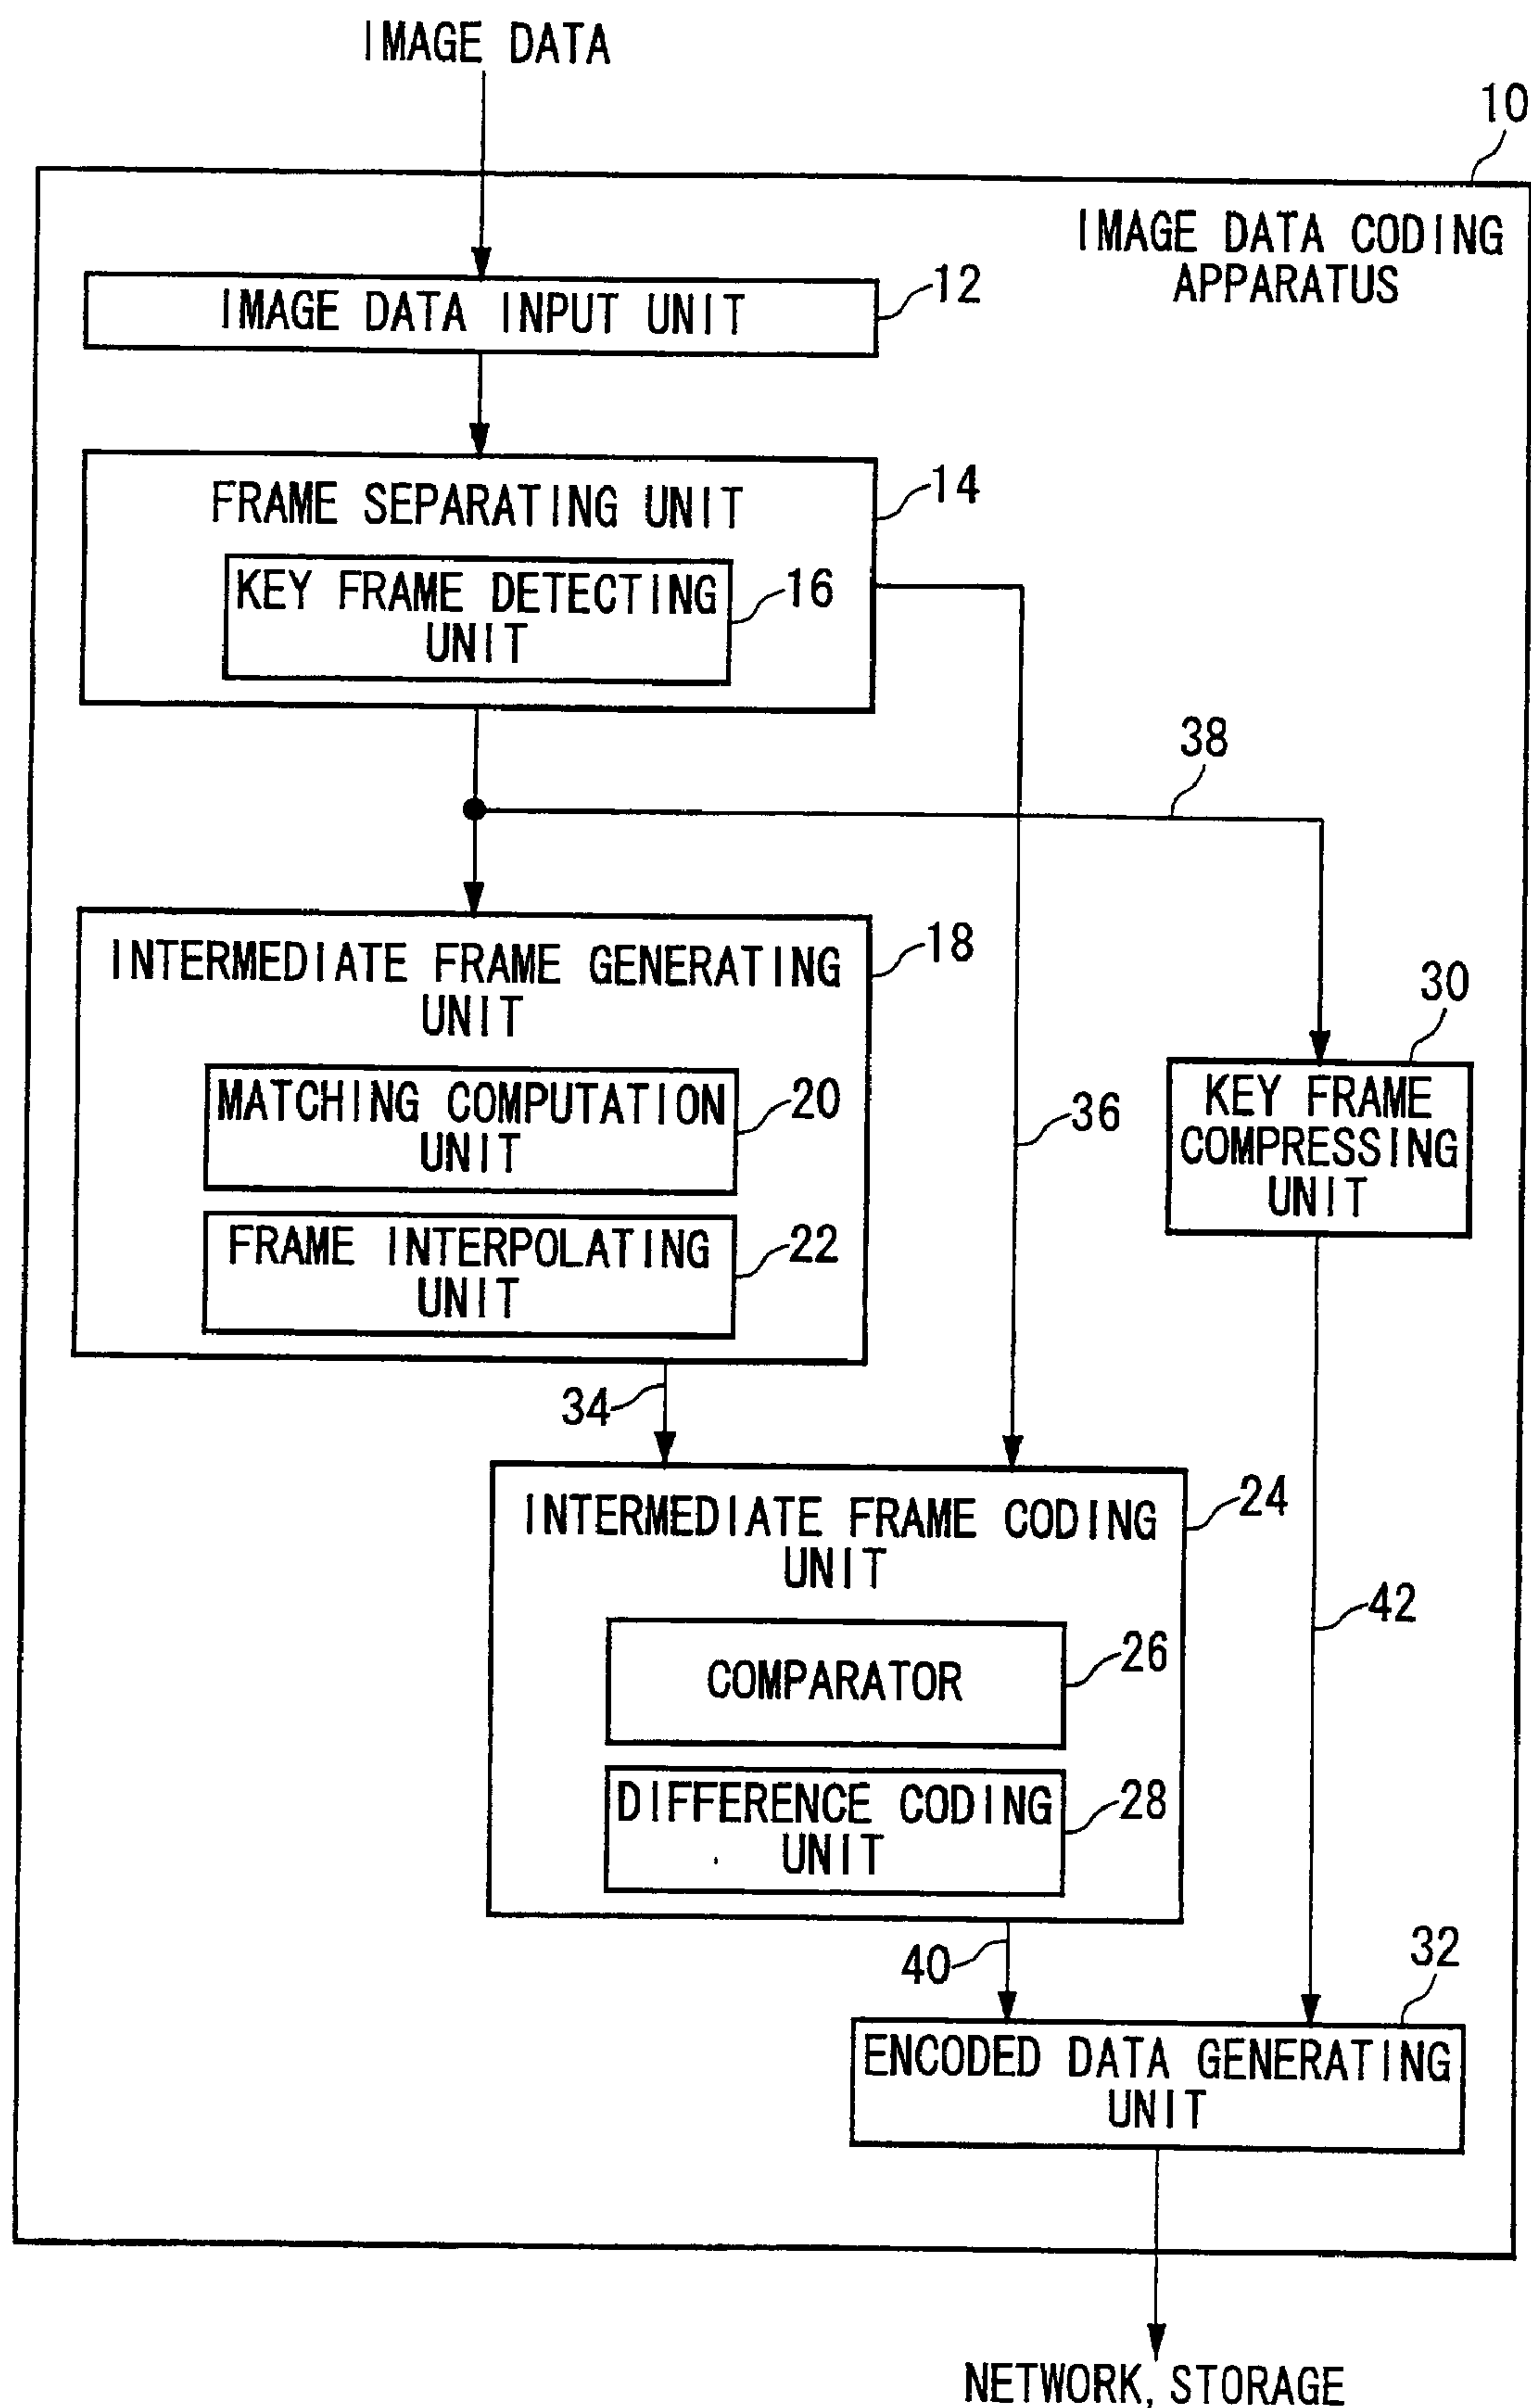 IMAGE DATA
10
IMAGE DATA CODING
APPARATUS
IMAGE DATA INPUT UNIT
12
FRAME SEPARATING UNIT
14
KEY FRAME DETECTING
UNIT
16
38
INTERMEDIATE FRAME GENERATING
UNIT
18
MATCHING COMPUTATION
UNIT
20
FRAME INTERPOLATING
UNIT
22
36
30
KEY FRAME
COMPRESSING
UNIT
34
INTERMEDIATE FRAME CODING
UNIT
24
COMPARATOR
26
DIFFERENCE CODING
UNIT
28
42
40
32
ENCODED DATA GENERATING
UNIT
NETWORK, STORAGE